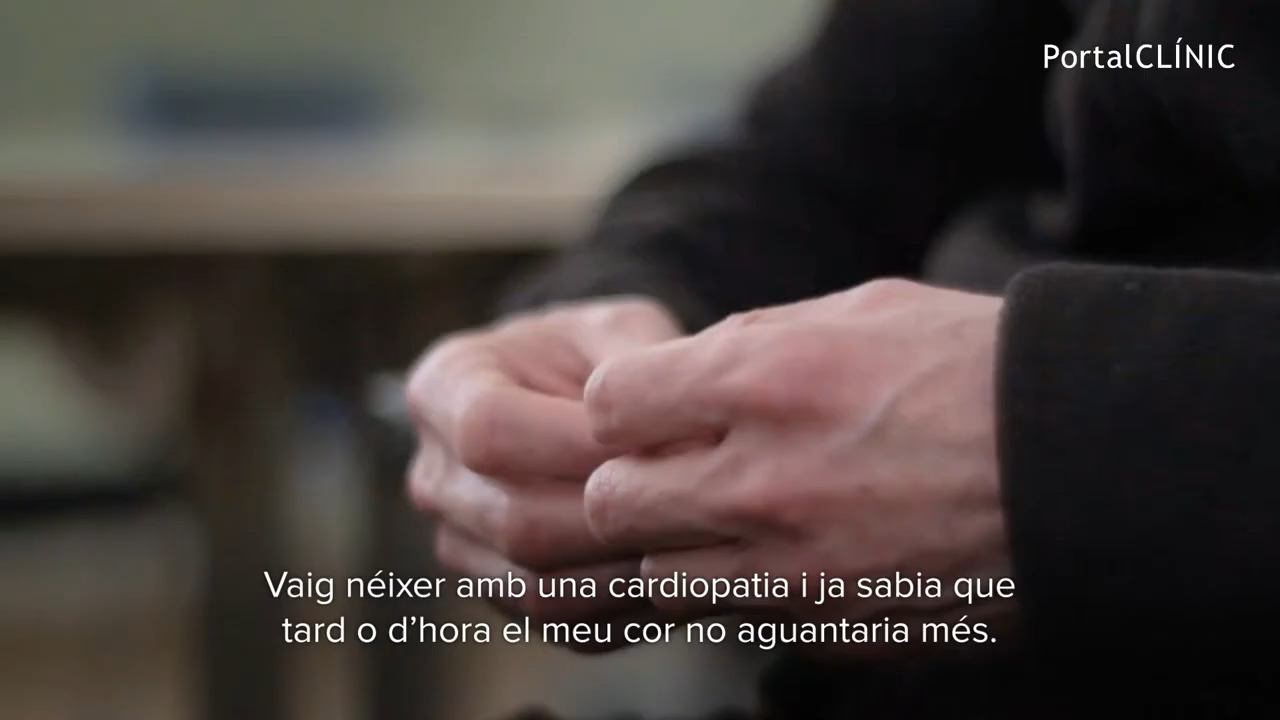 PortalCLÍNIC
Vaig néixer amb una cardiopatia i ja sabia que
tard o d’hora el meu cor no aguantaria més.